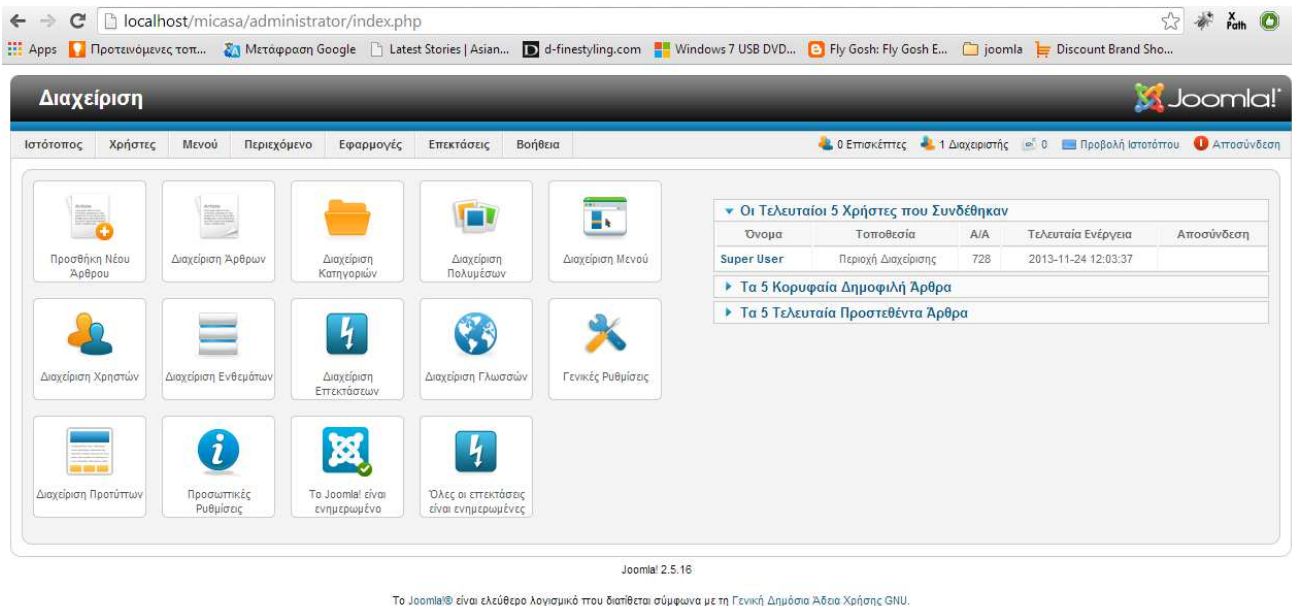 localhost/micasa/administrator/index.php
X Path
Apps Προτεινόμενες τοπ... Μετάφραση Google Latest Stories | Asian... d-finestyling.com Windows 7 USB DVD... Fly Gosh: Fly Gosh E... joomla Discount Brand Sho...
Διαχείριση Joomla!
Ιστότοπος Χρήστες Μενού Περιεχόμενο Εφαρμογές Επεκτάσεις Βοήθεια 0 Επισκέπτες 1 Διαχειριστής 0 Προβολή Ιστοτόπου Αποσύνδεση
Προσθήκη Νέου Άρθρου
Διαχείριση Άρθρων
Διαχείριση Κατηγοριών
Διαχείριση Πολυμέσων
Διαχείριση Μενού
Διαχείριση Χρηστών
Διαχείριση Ενθεμάτων
Διαχείριση Επεκτάσεων
Διαχείριση Γλωσσών
Γενικές Ρυθμίσεις
Διαχείριση Προτύπων
Προσωπικές Ρυθμίσεις
Το Joomla! είναι ενημερωμένο
Όλες οι επεκτάσεις είναι ενημερωμένες
Οι Τελευταίοι 5 Χρήστες που Συνδέθηκαν
Όνομα Τοποθεσία Α/Α Τελευταία Ενέργεια Αποσύνδεση
Super User Περιοχή Διαχείρισης 728 2013-11-24 12:03:37
Τα 5 Κορυφαία Δημοφιλή Άρθρα
Τα 5 Τελευταία Προστεθέντα Άρθρα
Joomla! 2.5.16
Το Joomla!® είναι ελεύθερο λογισμικό που διατίθεται σύμφωνα με τη Γενική Δημόσια Άδεια Χρήσης GNU.